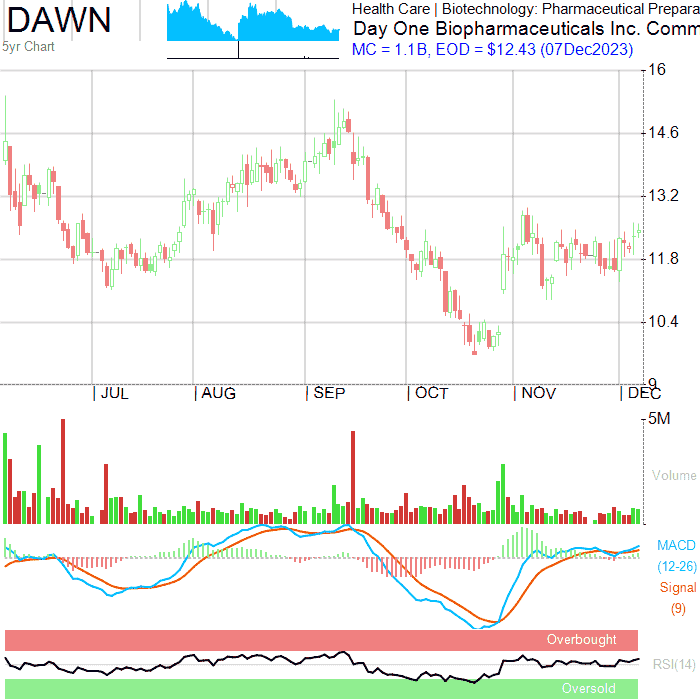 DAWN
5yr Chart
Health Care | Biotechnology: Pharmaceutical Prepara
Day One Biopharmaceuticals Inc. Comm
MC = 1.1B, EOD = $12.43 (07Dec2023)
16
14.6
13.2
11.8
10.4
9
JUL AUG SEP OCT NOV DEC
5M
Volume
MACD
(12-26)
Signal
(9)
Overbought
RSI(14)
Oversold